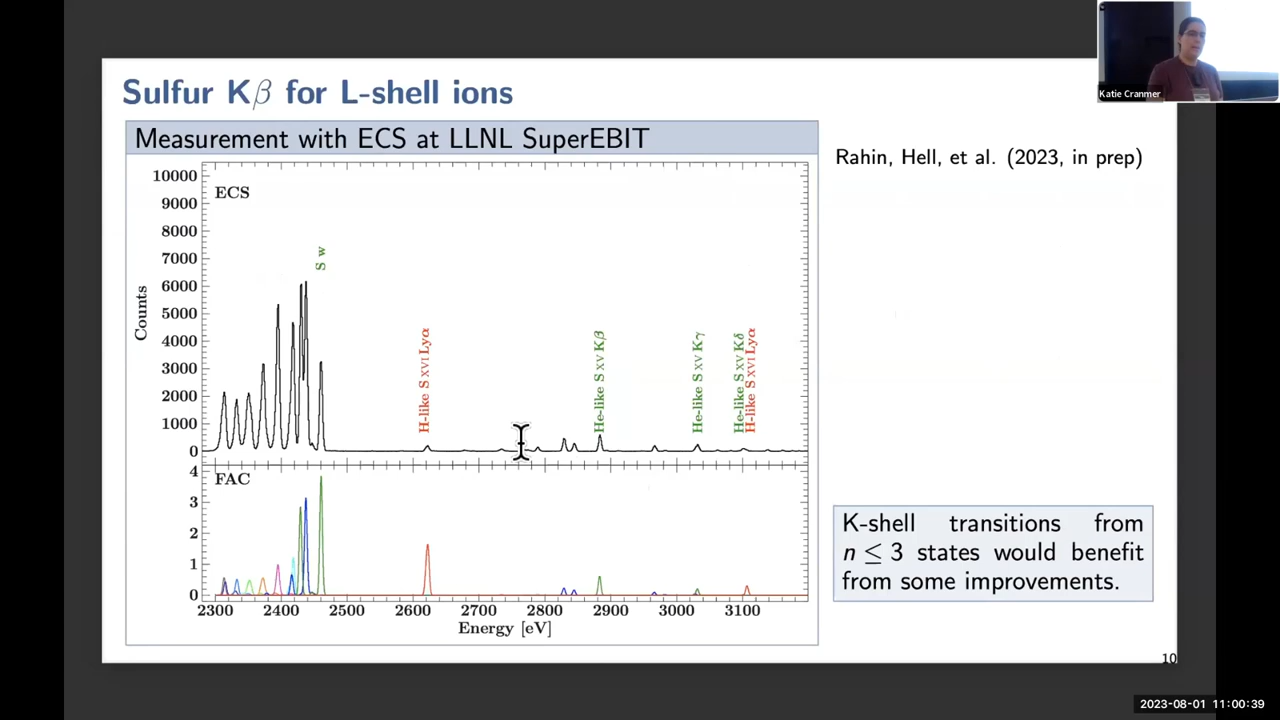 Katie Cranmer
Sulfur Kβ for L-shell ions
Measurement with ECS at LLNL SuperEBIT
Rahin, Hell, et al. (2023, in prep)
10000
9000
8000
7000
6000
5000
4000
3000
2000
1000
0
Counts
ECS
S w
H-like S XVI Lyα
He-like S XV Kβ
He-like S XV Kγ
He-like S XV Kδ
H-like S XVI Lyα
FAC
4
3
2
1
0
2300 2400 2500 2600 2700 2800 2900 3000 3100
Energy [eV]
K-shell transitions from
n ≤ 3 states would benefit
from some improvements.
10
2023-08-01 11:00:39